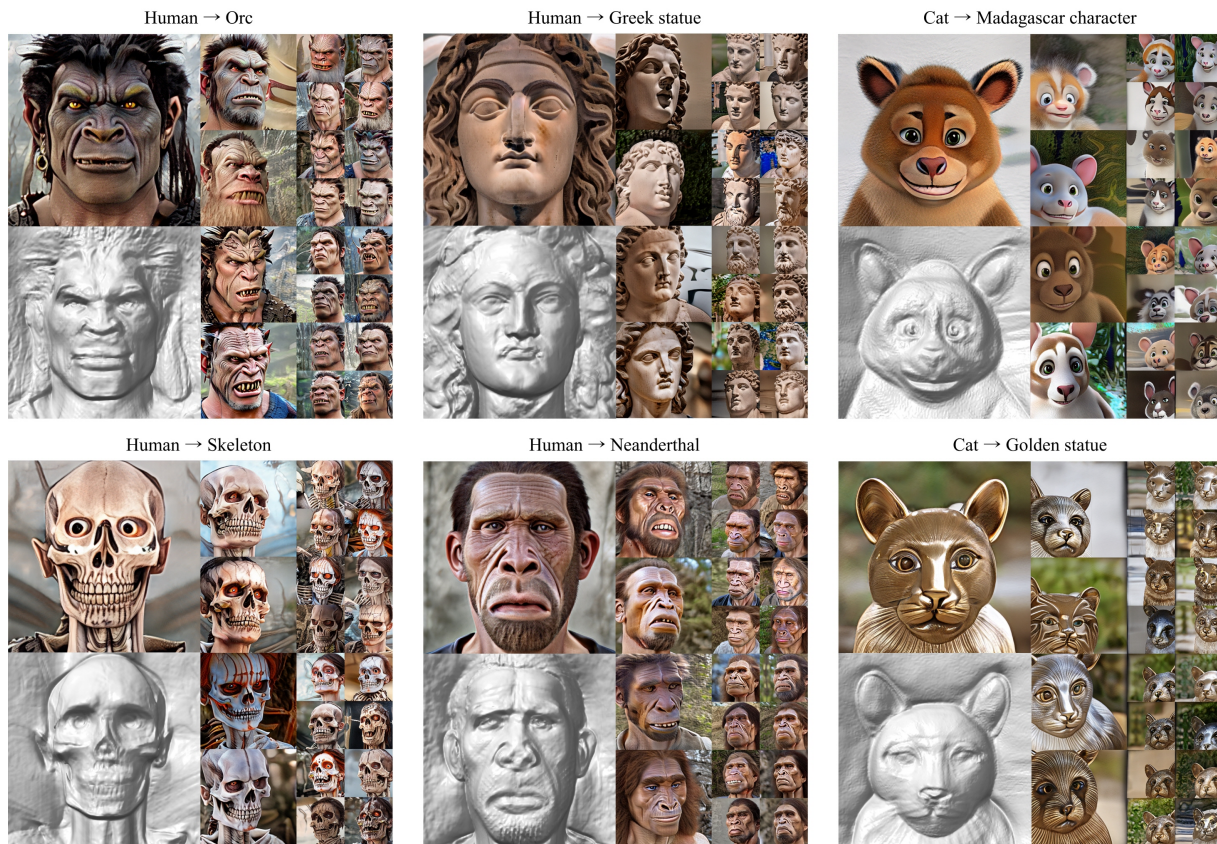 Human → Orc
Human → Greek statue
Cat → Madagascar character
Human → Skeleton
Human → Neanderthal
Cat → Golden statue